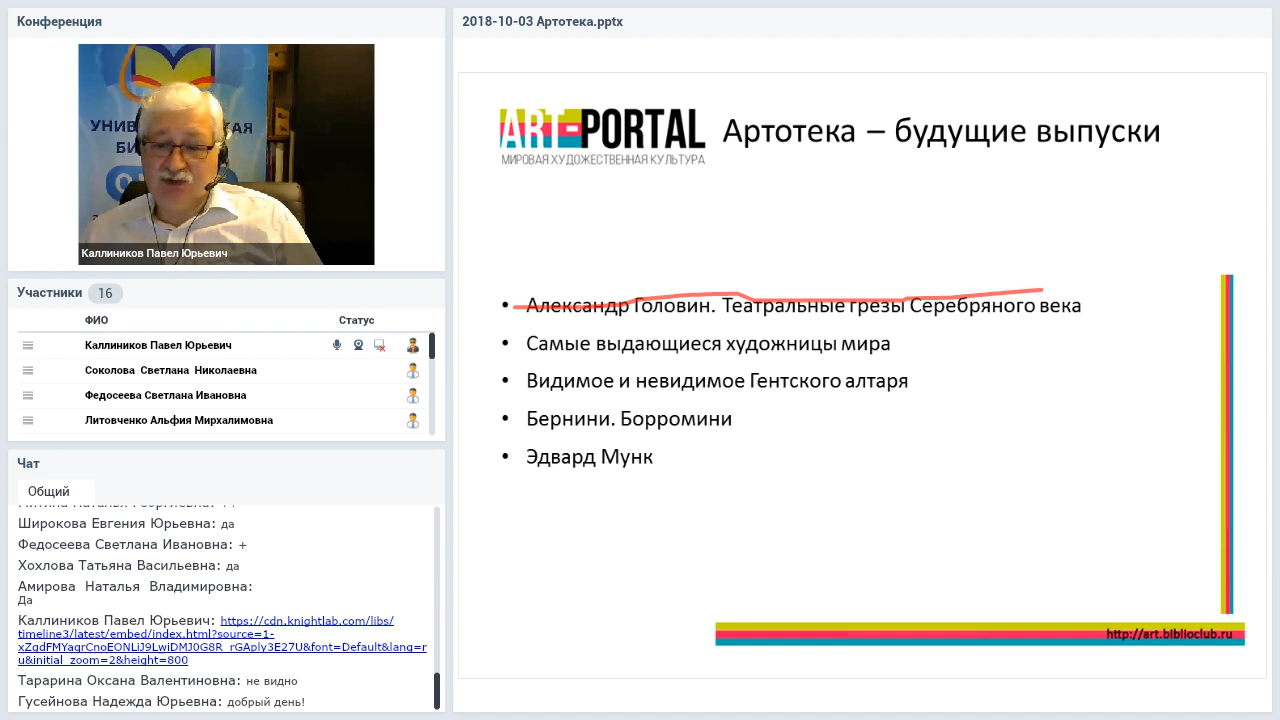 Конференция
Каллиников Павел Юрьевич
Участники 16
ФИО Статус
Каллиников Павел Юрьевич
Соколова Светлана Николаевна
Федосеева Светлана Ивановна
Литовченко Альфия Мирхалимовна
Чат
Общий
Широкова Евгения Юрьевна: да
Федосеева Светлана Ивановна: +
Хохлова Татьяна Васильевна: да
Амирова Наталья Владимировна:
Да
Каллиников Павел Юрьевич: https://cdn.knightlab.com/libs/
timeline3/latest/embed/index.html?source=1-
xZgdFMYaqrCnoEONLiJ9LwiDMJ0G8R_rGAply3E27U&font=Default&lang=r
u&initial_zoom=2&height=800
Тарарина Оксана Валентиновна: не видно
Гусейнова Надежда Юрьевна: добрый день!
2018-10-03 Артотека.pptx
ART-PORTAL
МИРОВАЯ ХУДОЖЕСТВЕННАЯ КУЛЬТУРА
Артотека – будущие выпуски
• Александр Головин. Театральные грезы Серебряного века
• Самые выдающиеся художницы мира
• Видимое и невидимое Гентского алтаря
• Бернини. Борромини
• Эдвард Мунк
http://art.biblioclub.ru